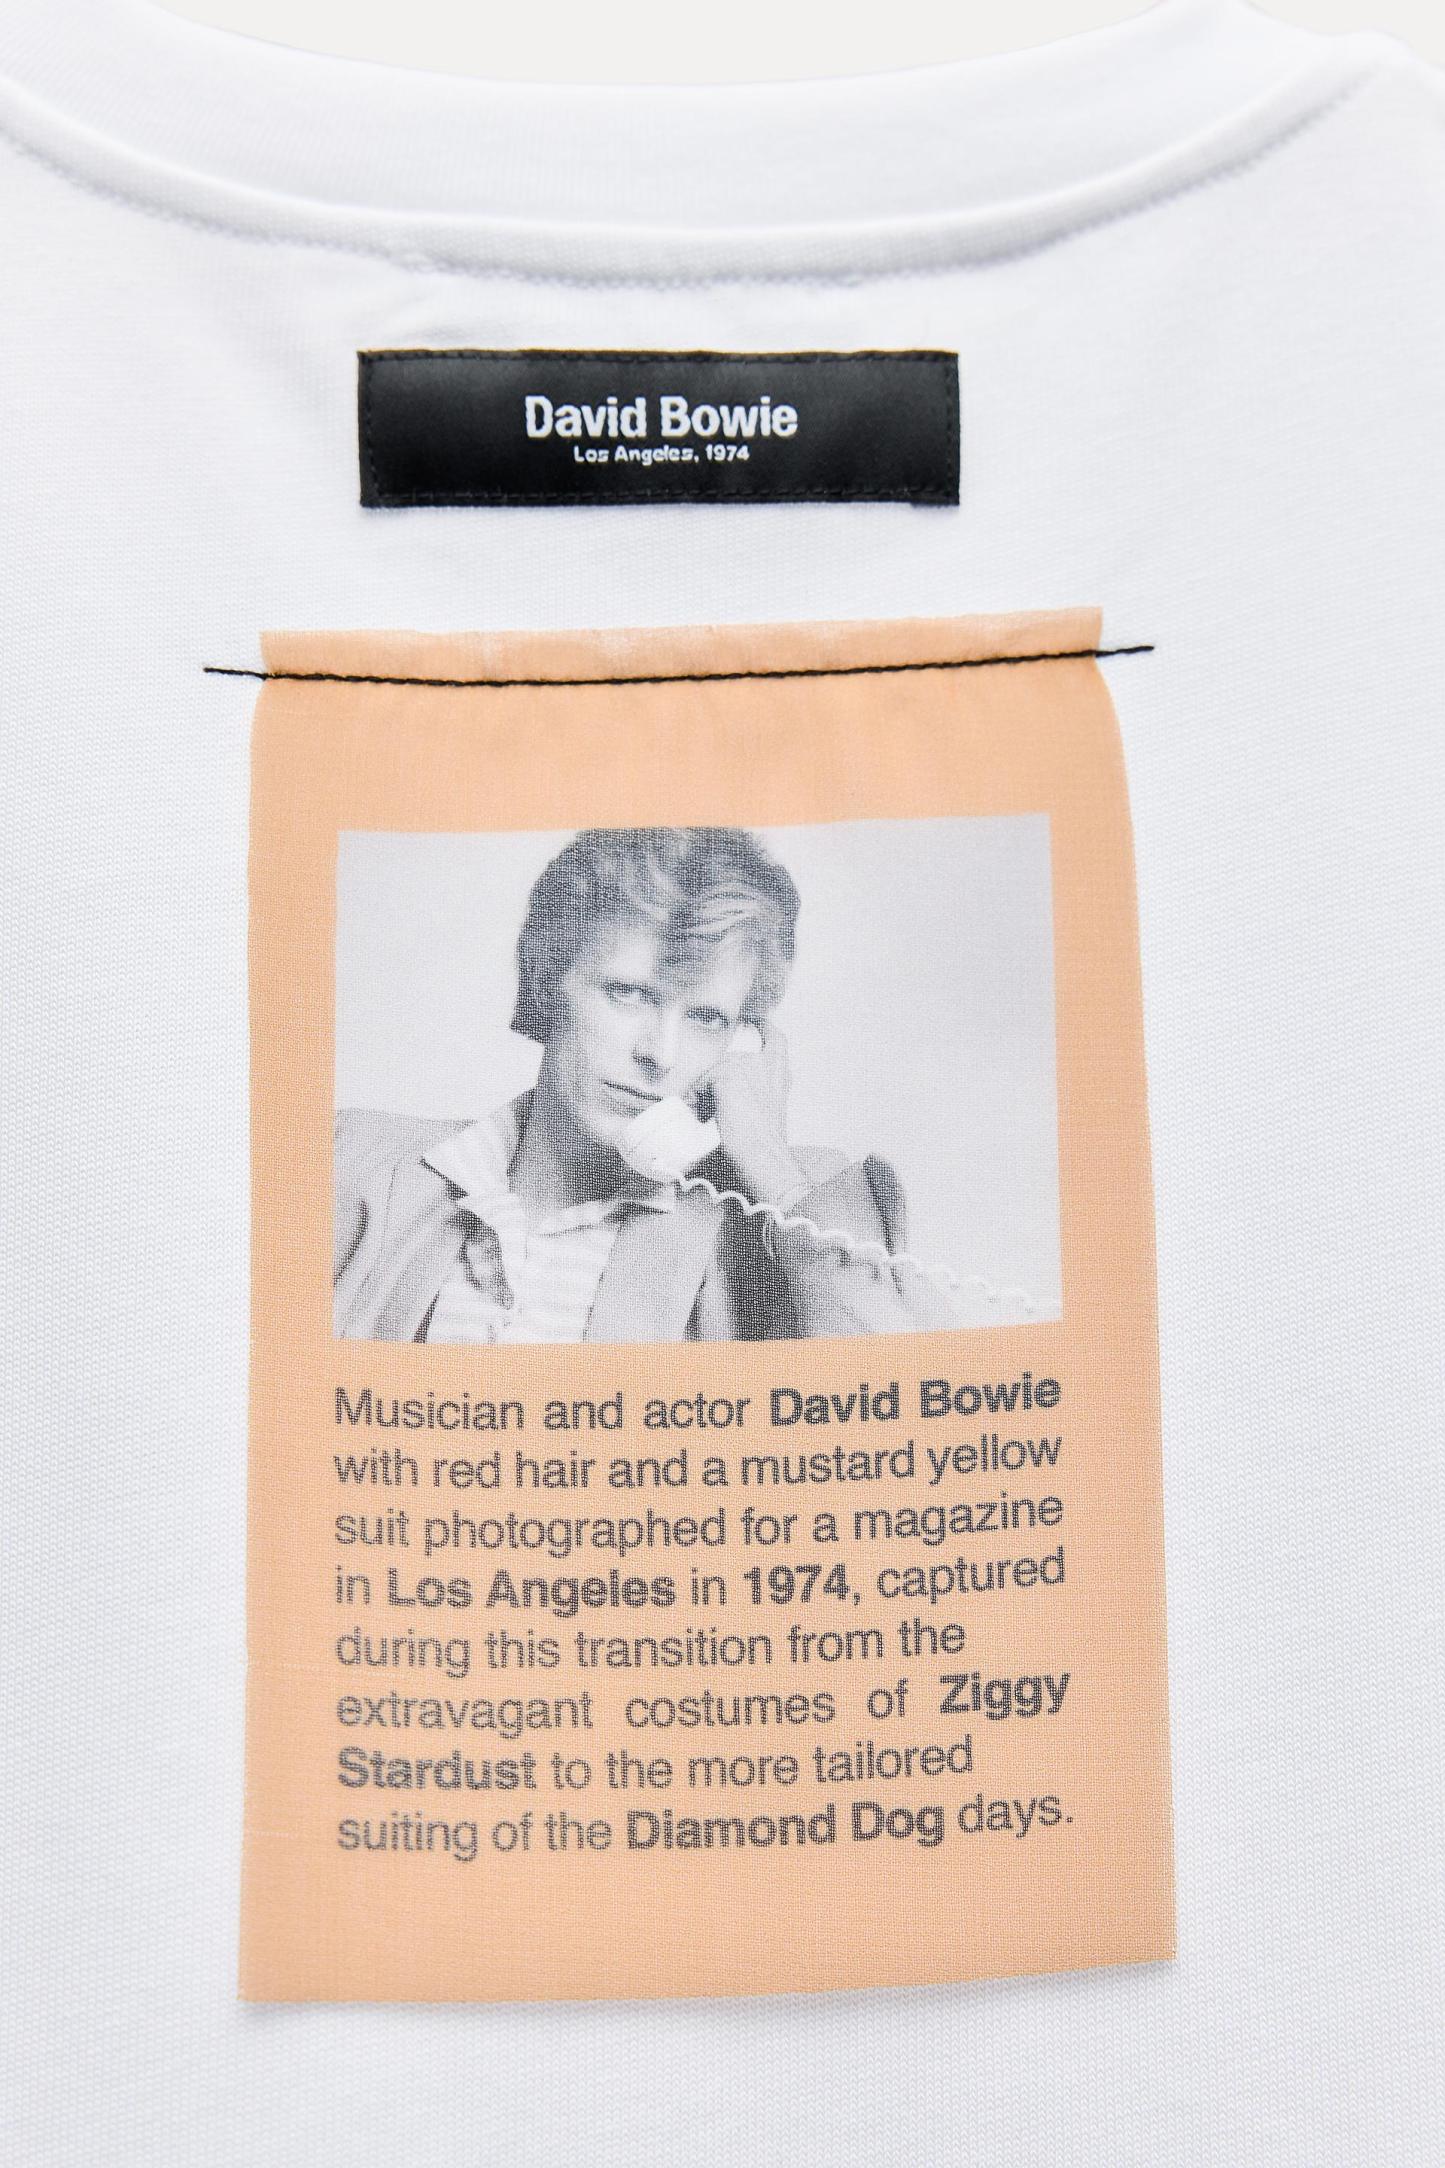 David Bowie
Los Angeles, 1974
Musician and actor David Bowie
with red hair and a mustard yellow
suit photographed for a magazine
in Los Angeles in 1974, captured
during this transition from the
extravagant costumes of Ziggy
Stardust to the more tailored
suiting of the Diamond Dog days.